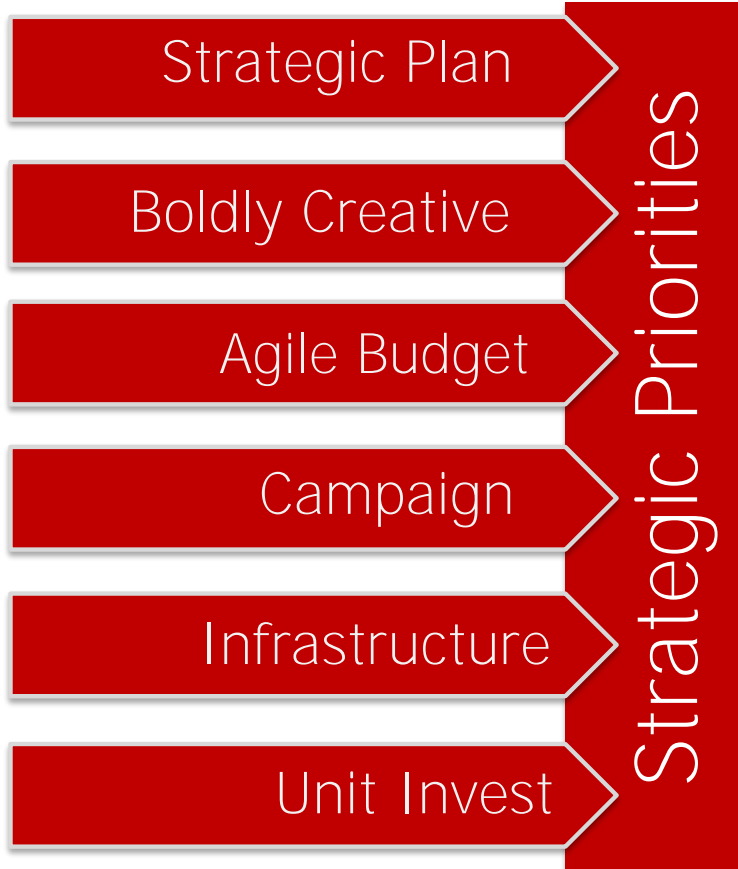 Strategic Plan
Boldly Creative
Agile Budget
Campaign
Infrastructure
Unit Invest
Strategic Priorities